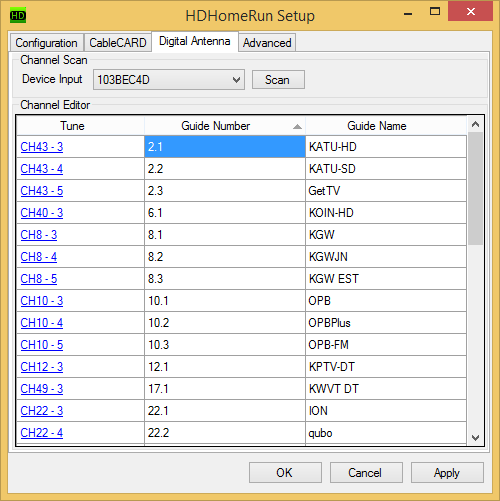 HD
HDHomeRun Setup
Configuration CableCARD Digital Antenna Advanced
Channel Scan
Device Input 103BEC4D Scan
Channel Editor
Tune Guide Number Guide Name
CH43 - 3 2.1 KATU-HD
CH43 - 4 2.2 KATU-SD
CH43 - 5 2.3 GetTV
CH40 - 3 6.1 KOIN-HD
CH8 - 3 8.1 KGW
CH8 - 4 8.2 KGWJN
CH8 - 5 8.3 KGW EST
CH10 - 3 10.1 OPB
CH10 - 4 10.2 OPBPlus
CH10 - 5 10.3 OPB-FM
CH12 - 3 12.1 KPTV-DT
CH49 - 3 17.1 KWVT DT
CH22 - 3 22.1 ION
CH22 - 4 22.2 qubo
OK Cancel Apply